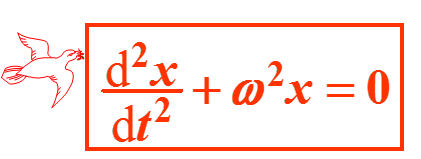 d²x/dt² + ω²x = 0